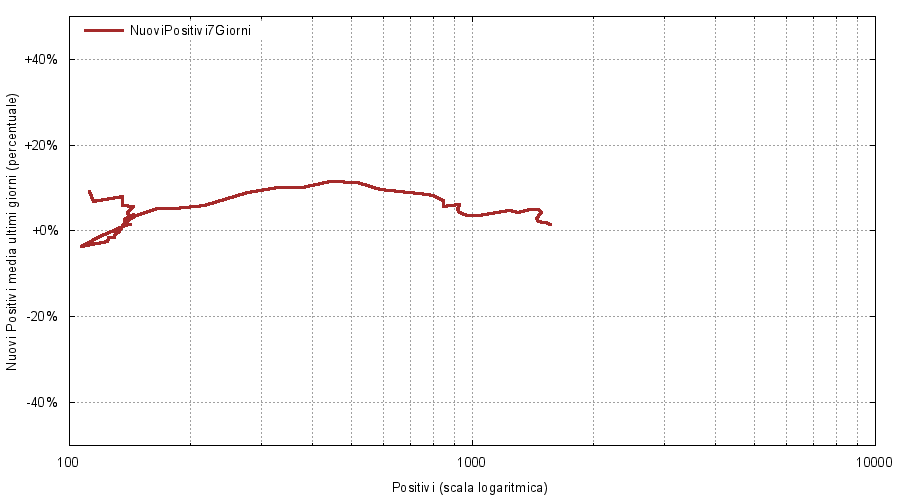 NuoviPositivi7Giorni
+40%
+20%
+0%
-20%
-40%
Nuovi Positivi media ultimi giorni (percentuale)
100
1000
10000
Positivi (scala logaritmica)